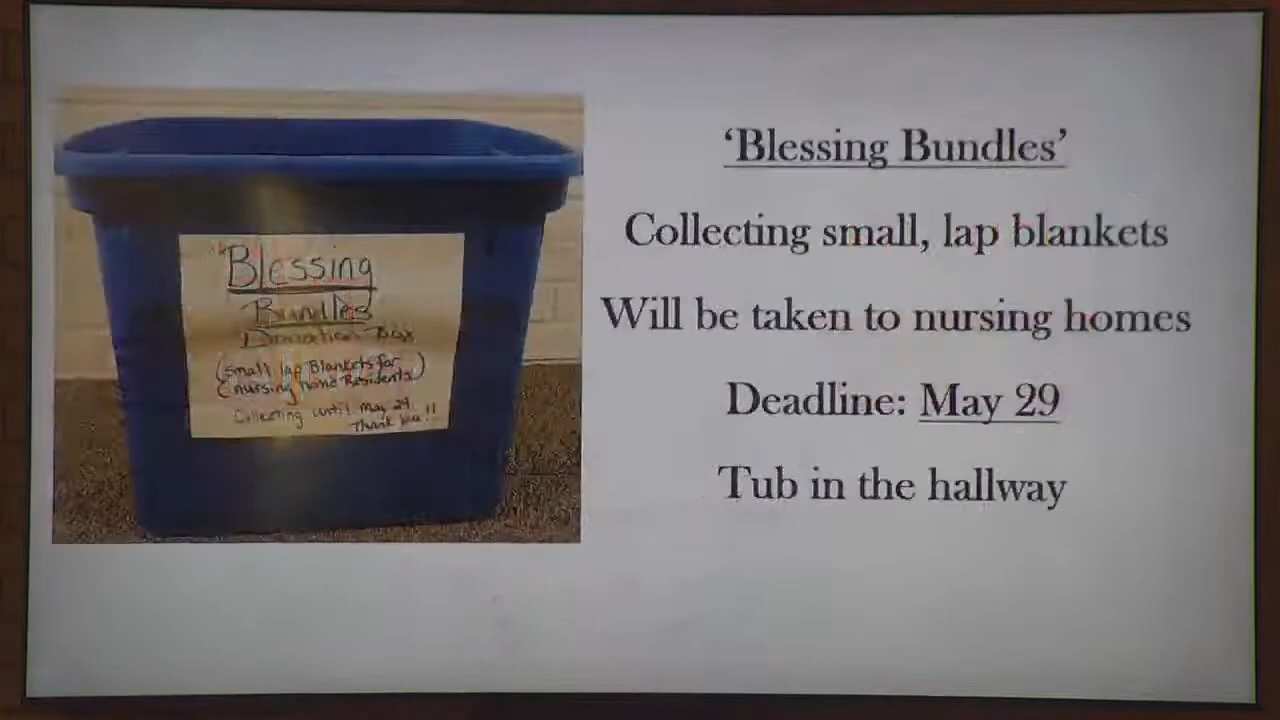 "Blessing
Bundles
Donation Box
(small lap Blankets for)
(nursing home Residents)
Collecting until May 29.
Thank You!!
‘Blessing Bundles’
Collecting small, lap blankets
Will be taken to nursing homes
Deadline: May 29
Tub in the hallway